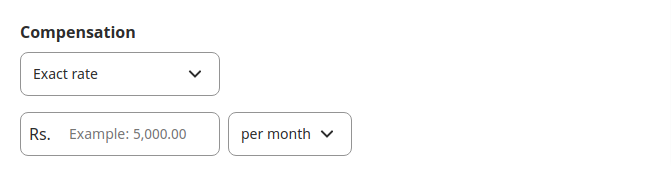 Compensation
Exact rate
Rs. Example: 5,000.00 per month